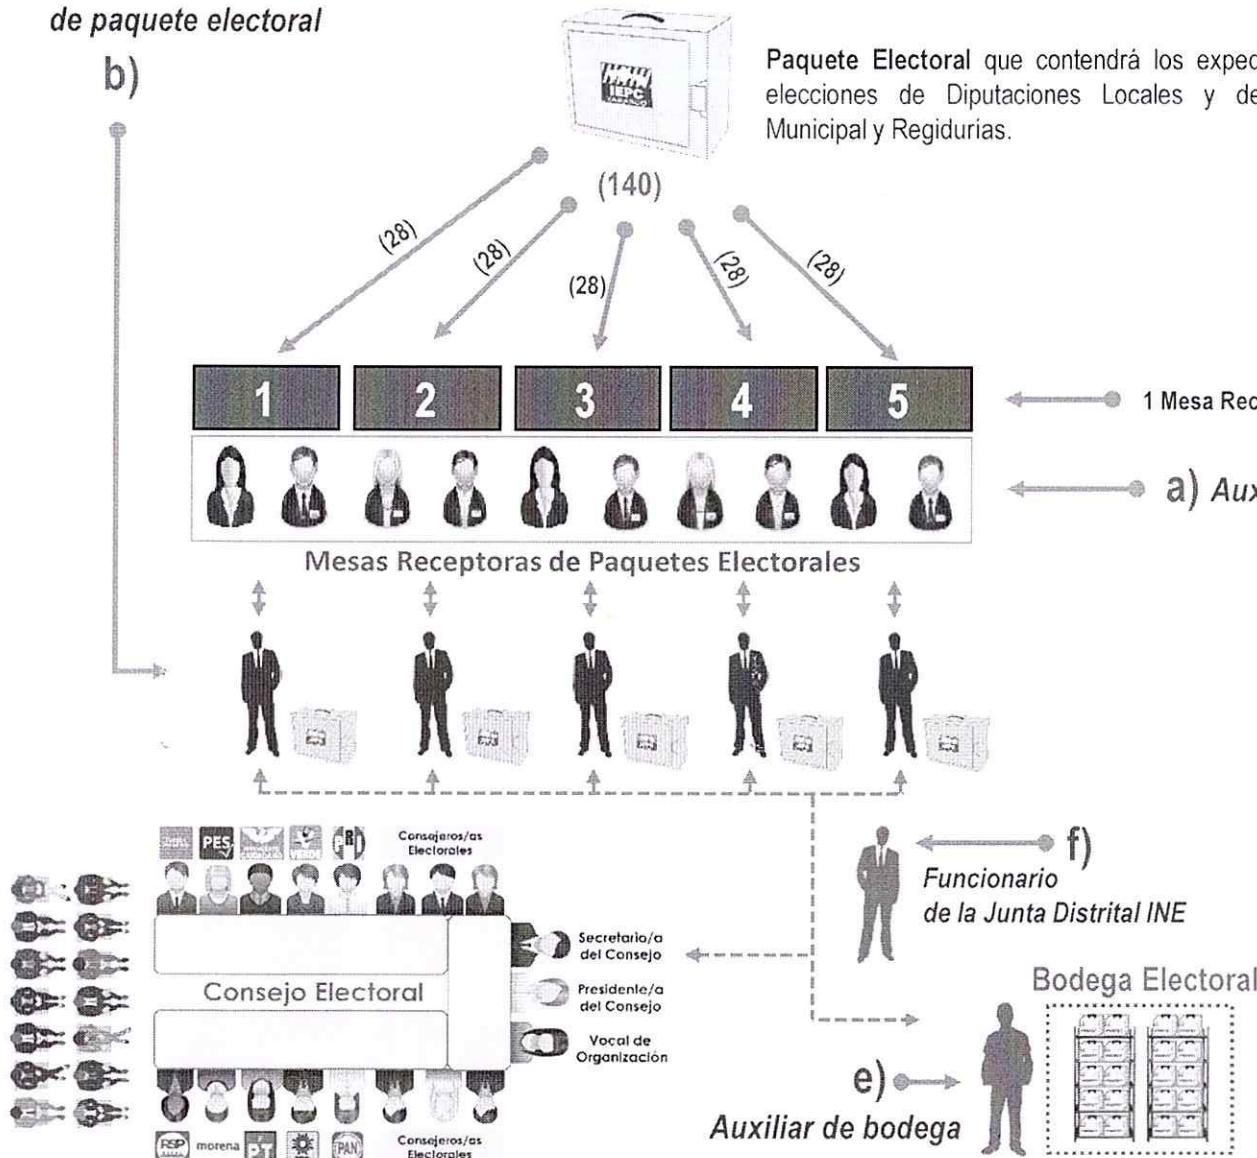 de paquete electoral
b)
IEPC
Paquete Electoral que contendrá los exped
elecciones de Diputaciones Locales y de
Municipal y Regidurias.
(140)
(28)
(28)
(28)
(28)
(28)
1
2
3
4
5
1 Mesa Rec
a) Aux
Mesas Receptoras de Paquetes Electorales
f)
Funcionario
de la Junta Distrital INE
PES
VERDE
PRD
Consejeros/as
Electorales
Secretario/a
del Consejo
Consejo Electoral
Presidente/a
del Consejo
Vocal de
Organización
Bodega Electoral
e)
Auxiliar de bodega
RSP
morena
PT
PAN
Consejeros/as
Electorales